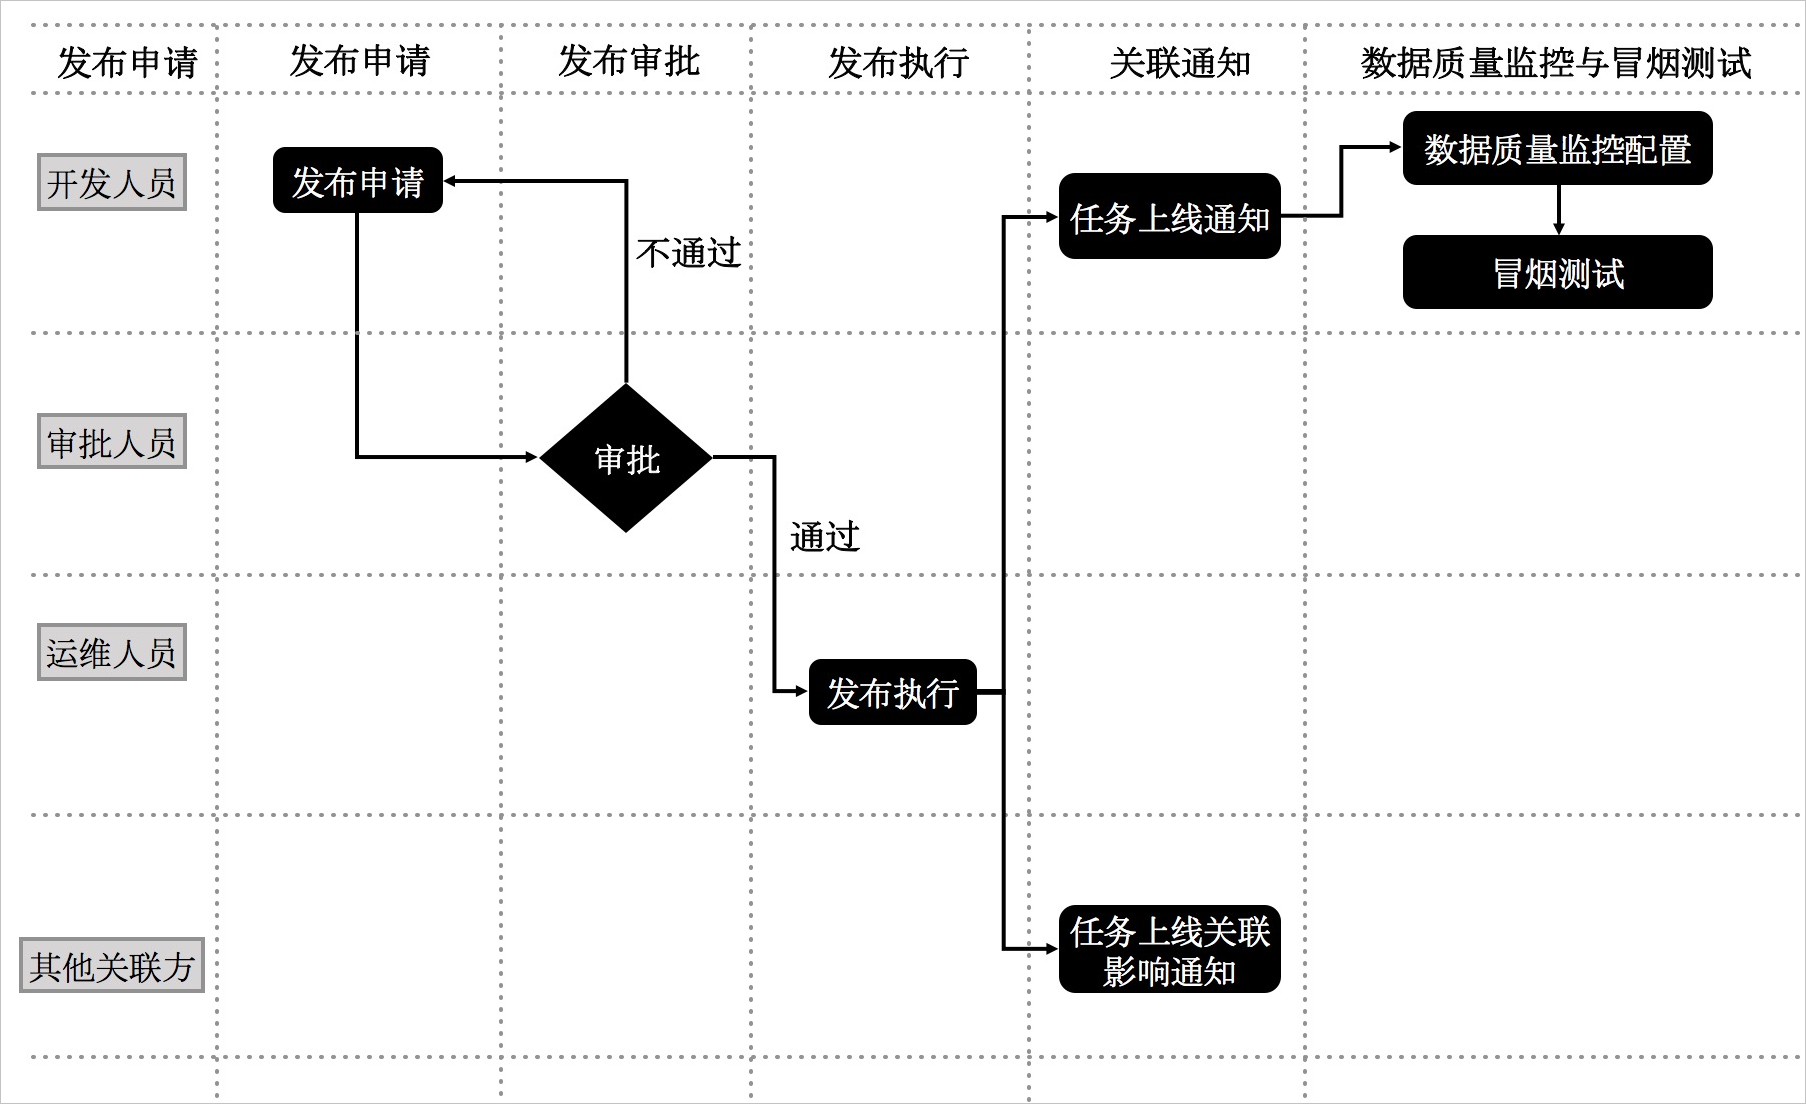 发布申请
发布申请
发布审批
发布执行
关联通知
数据质量监控与冒烟测试
开发人员
发布申请
不通过
任务上线通知
数据质量监控配置
冒烟测试
审批人员
审批
通过
运维人员
发布执行
其他关联方
任务上线关联
影响通知